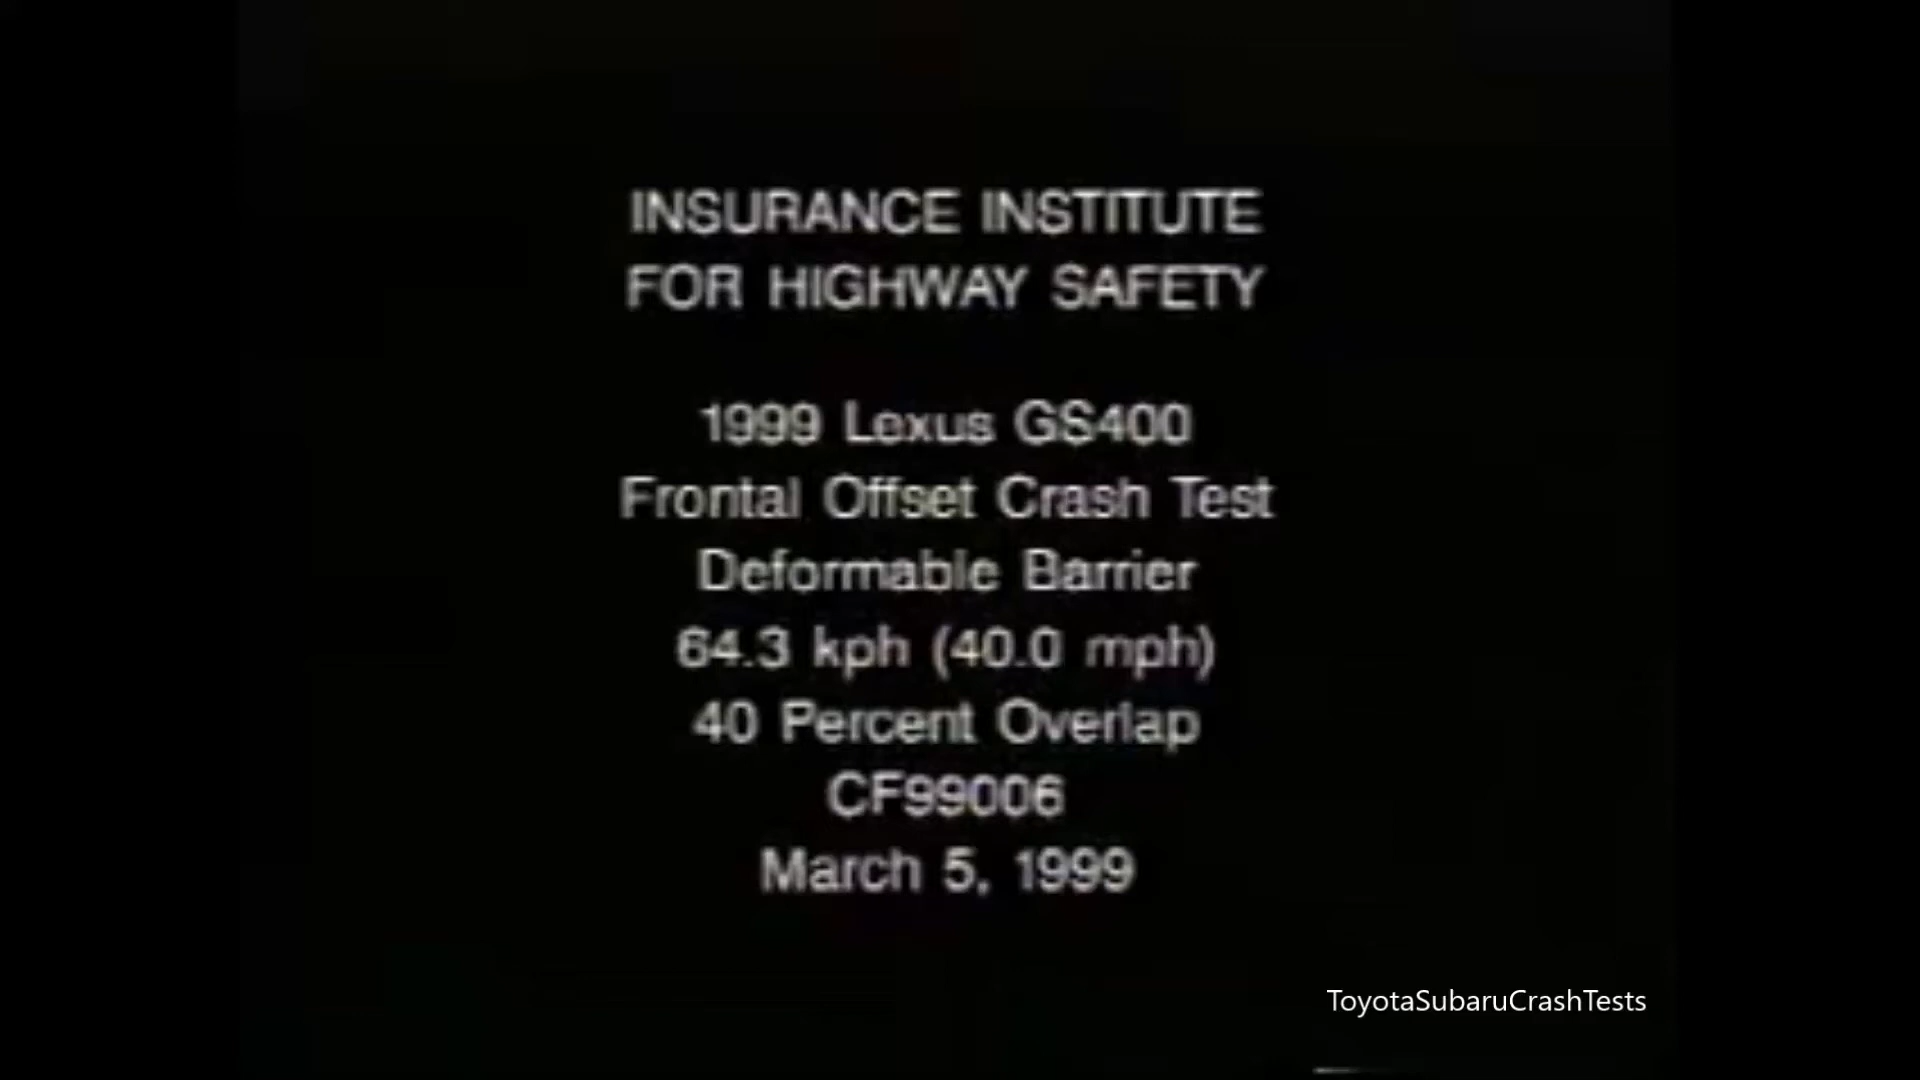 INSURANCE INSTITUTE
FOR HIGHWAY SAFETY
1999 Lexus GS400
Frontal Offset Crash Test
Deformable Barrier
64.3 kph (40.0 mph)
40 Percent Overlap
CF99006
March 5, 1999
ToyotaSubaruCrashTests